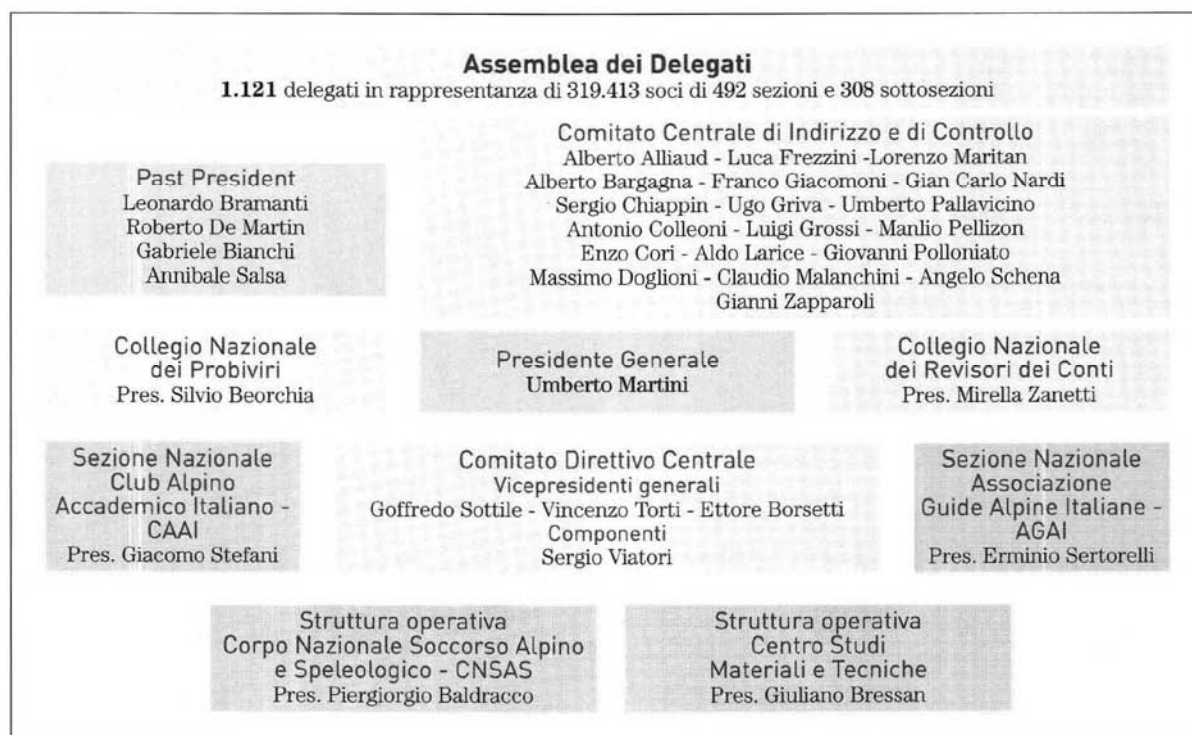 Assemblea dei Delegati
1.121 delegati in rappresentanza di 319.413 soci di 492 sezioni e 308 sottosezioni
Past President
Leonardo Bramanti
Roberto De Martin
Gabriele Bianchi
Annibale Salsa
Comitato Centrale di Indirizzo e di Controllo
Alberto Alliaud - Luca Frezzini -Lorenzo Maritan
Alberto Bargagna - Franco Giacomoni - Gian Carlo Nardi
Sergio Chiappin - Ugo Griva - Umberto Pallavicino
Antonio Colleoni - Luigi Grossi - Manlio Pellizon
Enzo Cori - Aldo Larice - Giovanni Polloniato
Massimo Doglioni - Claudio Malanchini - Angelo Schena
Gianni Zapparoli
Collegio Nazionale
dei Probiviri
Pres. Silvio Beorchia
Presidente Generale
Umberto Martini
Collegio Nazionale
dei Revisori dei Conti
Pres. Mirella Zanetti
Sezione Nazionale
Club Alpino
Accademico Italiano -
CAAI
Pres. Giacomo Stefani
Comitato Direttivo Centrale
Vicepresidenti generali
Goffredo Sottile - Vincenzo Torti - Ettore Borsetti
Componenti
Sergio Viatori
Sezione Nazionale
Associazione
Guide Alpine Italiane -
AGAI
Pres. Erminio Sertorelli
Struttura operativa
Corpo Nazionale Soccorso Alpino
e Speleologico - CNSAS
Pres. Piergiorgio Baldracco
Struttura operativa
Centro Studi
Materiali e Tecniche
Pres. Giuliano Bressan